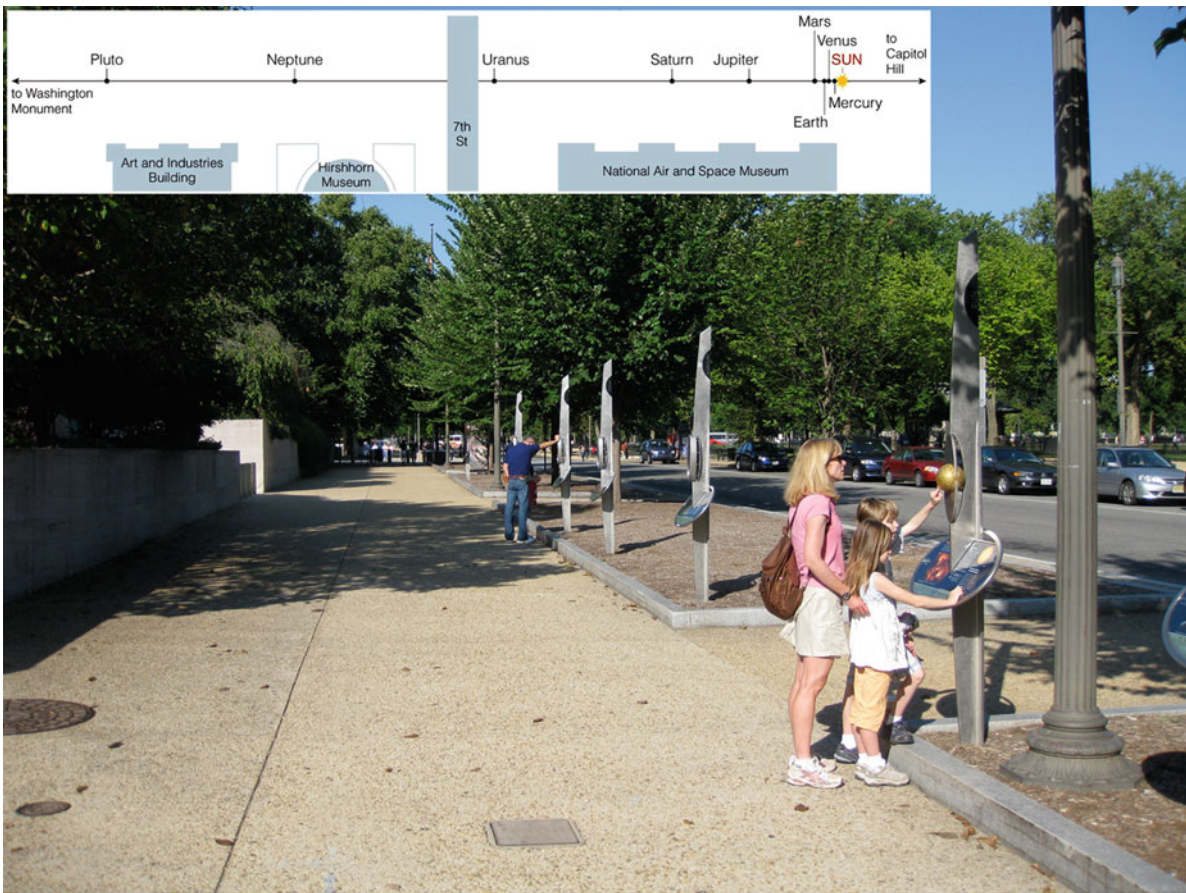 Mars
Venus
to
Capitol
Hill
Pluto
Neptune
Uranus
Saturn
Jupiter
SUN
to Washington
Monument
Mercury
Earth
7th
St
Art and Industries
Building
Hirshhorn
Museum
National Air and Space Museum